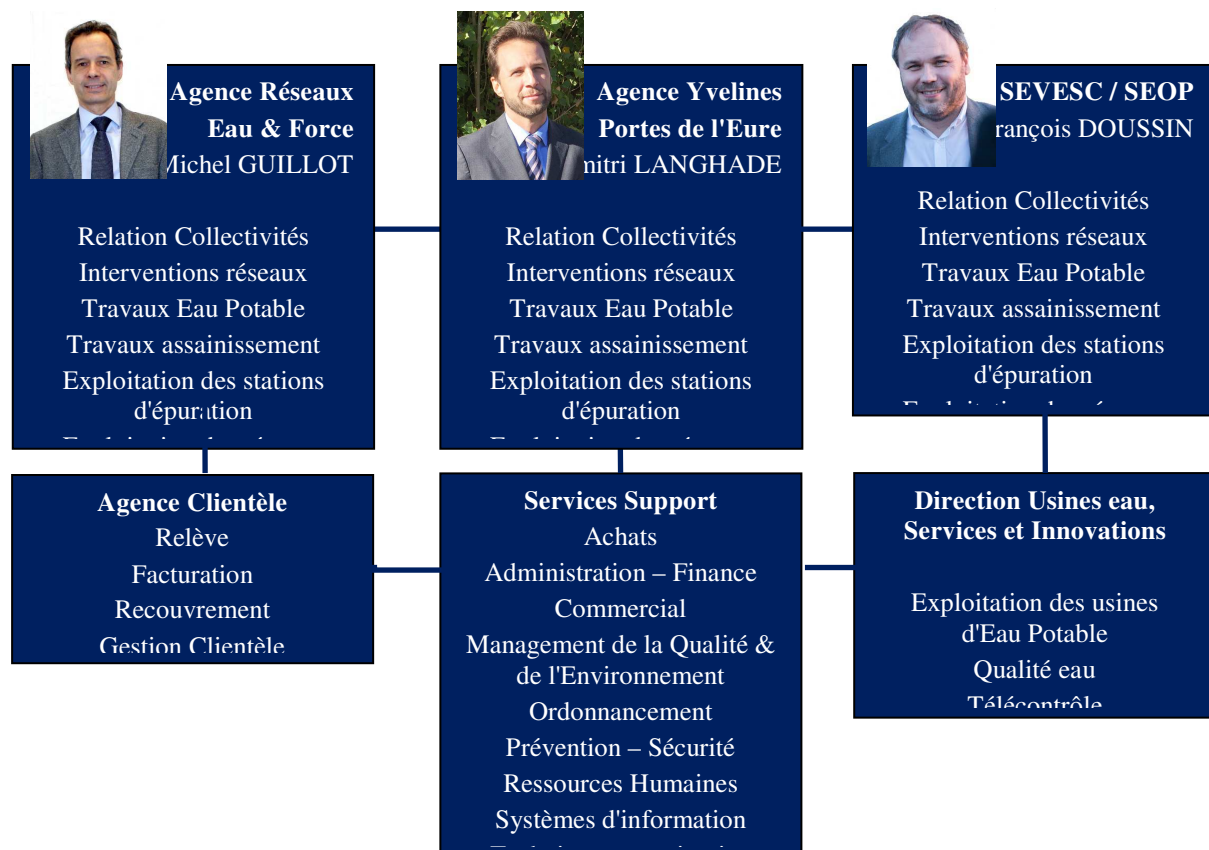 Agence Réseaux
Eau & Force
Michel GUILLOT
Relation Collectivités
Interventions réseaux
Travaux Eau Potable
Travaux assainissement
Exploitation des stations
d'épuration
Agence Yvelines
Portes de l'Eure
mitri LANGHADE
Relation Collectivités
Interventions réseaux
Travaux Eau Potable
Travaux assainissement
Exploitation des stations
d'épuration
SEVESC / SEOP
rançois DOUSSIN
Relation Collectivités
Interventions réseaux
Travaux Eau Potable
Travaux assainissement
Exploitation des stations
d'épuration
Agence Clientèle
Relève
Facturation
Recouvrement
Gestion Clientèle
Services Support
Achats
Administration – Finance
Commercial
Management de la Qualité &
de l'Environnement
Ordonnancement
Prévention – Sécurité
Ressources Humaines
Systèmes d'information
Direction Usines eau,
Services et Innovations
Exploitation des usines
d'Eau Potable
Qualité eau
Télécontrôle